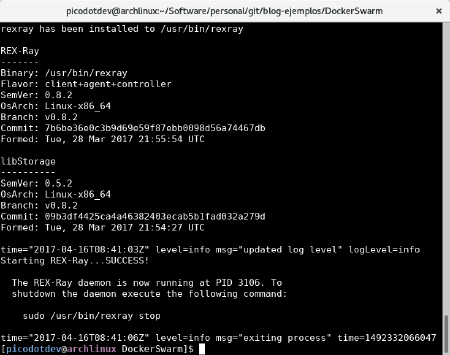 picotdev@archlinux:~/Software/personal/git/blog-ejemplos/DockerSwarm
rexray has been installed to /usr/bin/rexray
REX-Ray
-------
Binary: /usr/bin/rexray
Flavor: client+agent+controller
SemVer: 0.8.2
OsArch: Linux-x86_64
Branch: v0.8.2
Commit: 7b6be36e0c3b9d69e59f87ebb0098d56a74467db
Formed: Tue, 28 Mar 2017 21:55:54 UTC
libStorage
----------
SemVer: 0.5.2
OsArch: Linux-x86_64
Branch: v0.8.2
Commit: 09b3df4425ca4a46382403ecab5b1fad032a279d
Formed: Tue, 28 Mar 2017 21:54:27 UTC
time="2017-04-16T08:41:03Z" level=info msg="updated log level" logLevel=info
Starting REX-Ray...SUCCESS!
The REX-Ray daemon is now running at PID 3106. To
shutdown the daemon execute the following command:
sudo /usr/bin/rexray stop
time="2017-04-16T08:41:06Z" level=info msg="exiting process" time=1492332066047
[picodotdev@archlinux DockerSwarm]$